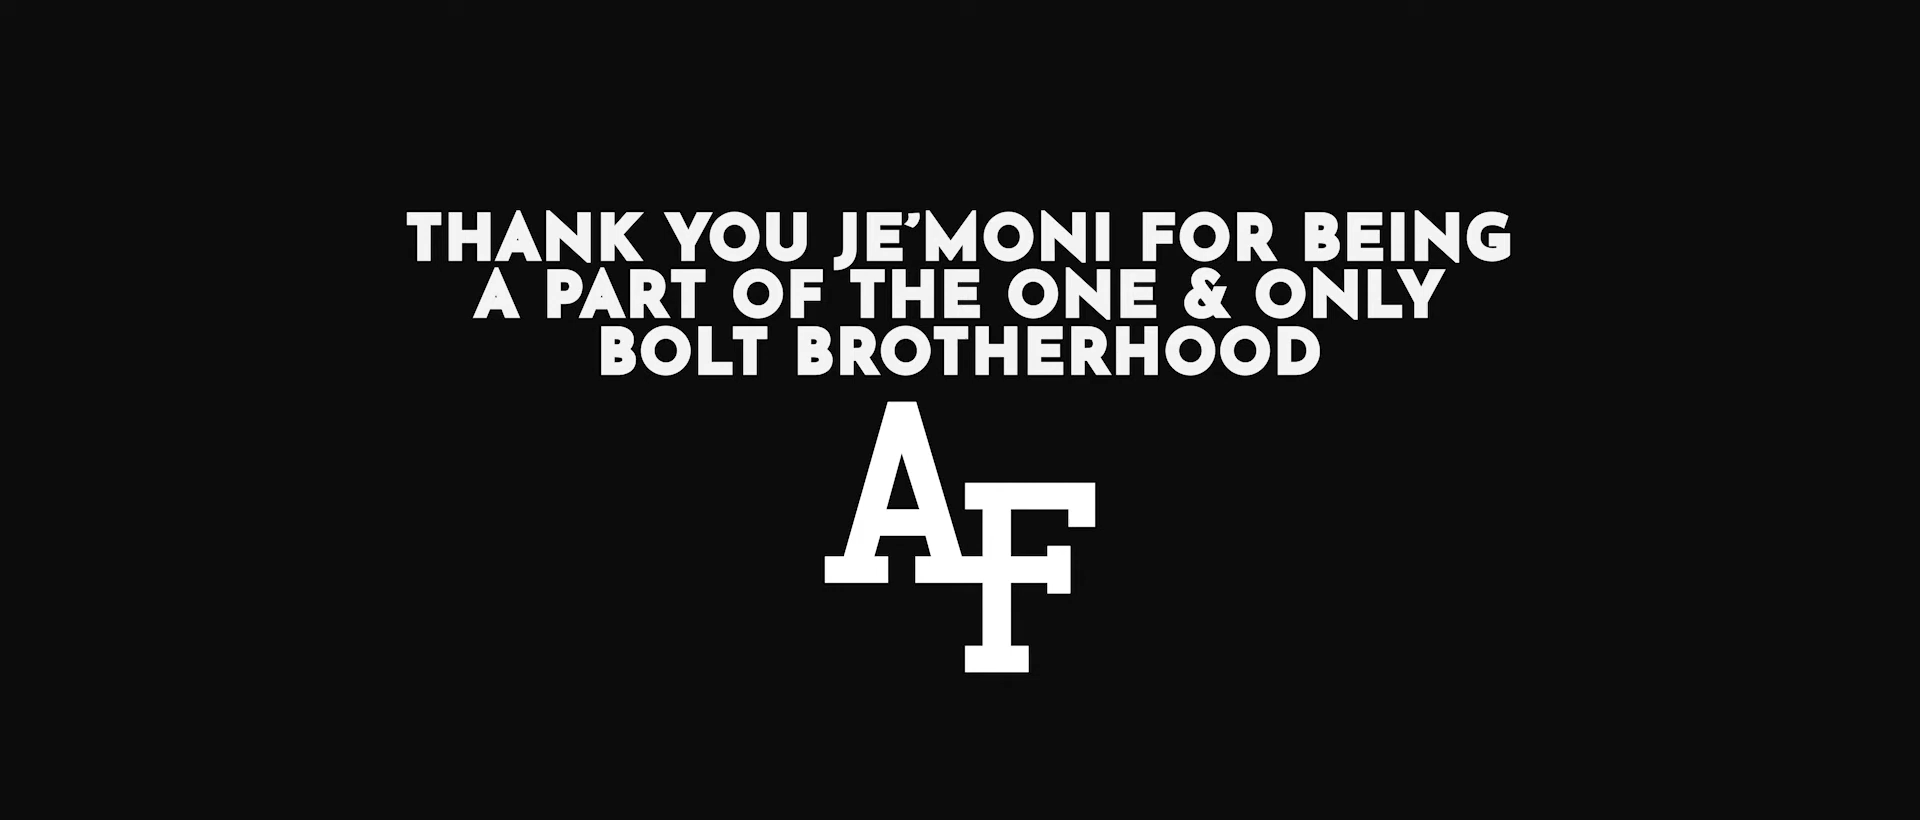 THANK YOU JE'MONI FOR BEING
A PART OF THE ONE & ONLY
BOLT BROTHERHOOD
AF